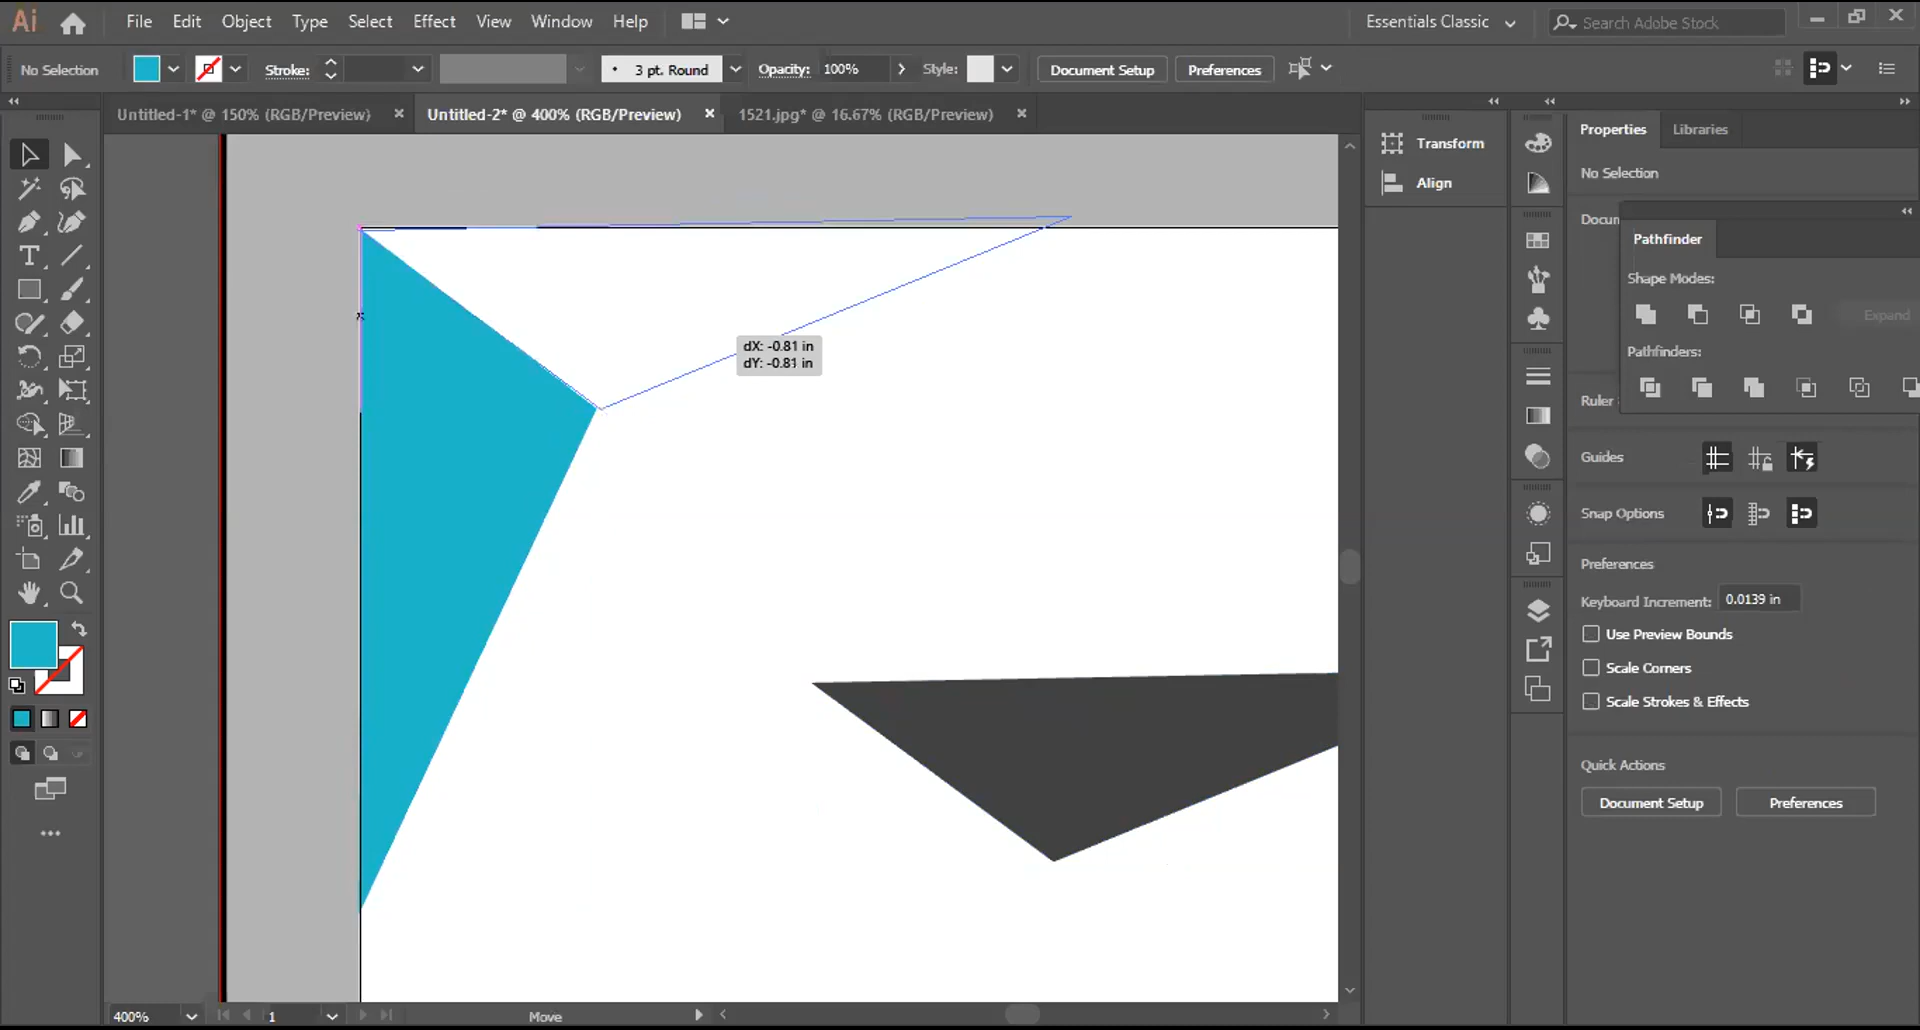 Ai File Edit Object Type Select Effect View Window Help Essentials Classic Search Adobe Stock
No Selection Stroke: 3 pt. Round Opacity: 100% Style: Document Setup Preferences
Untitled-1* @ 150% (RGB/Preview) Untitled-2* @ 400% (RGB/Preview) 1521.jpg* @ 16.67% (RGB/Preview)
Transform
Align
Properties Libraries
No Selection
Docum
Pathfinder
Shape Modes:
Expand
Pathfinders:
Ruler
Guides
Snap Options
Preferences
Keyboard Increment: 0.0139 in
Use Preview Bounds
Scale Corners
Scale Strokes & Effects
Quick Actions
Document Setup Preferences
dX: -0.81 in
dY: -0.81 in
400% 1 Move